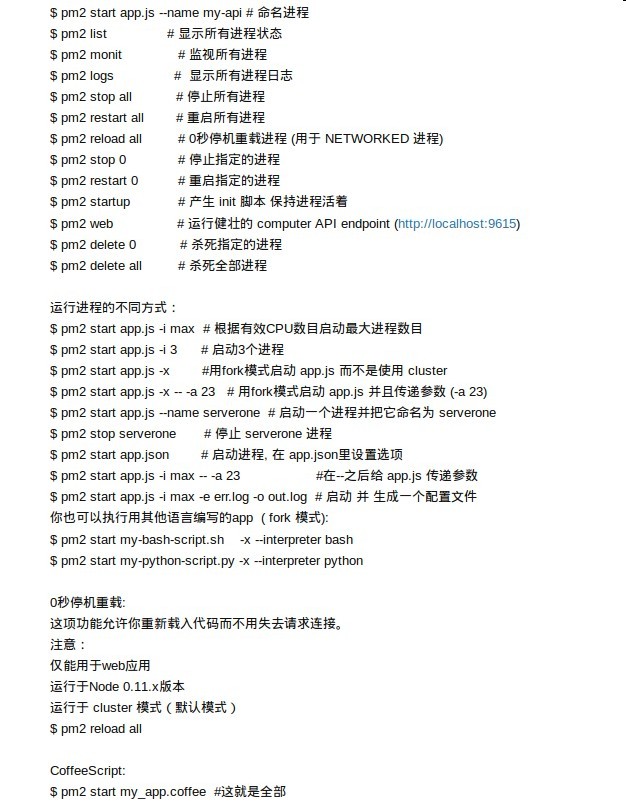 $ pm2 start app.js --name my-api # 命名进程
$ pm2 list # 显示所有进程状态
$ pm2 monit # 监视所有进程
$ pm2 logs # 显示所有进程日志
$ pm2 stop all # 停止所有进程
$ pm2 restart all # 重启所有进程
$ pm2 reload all # 0秒停机重载进程 (用于 NETWORKED 进程)
$ pm2 stop 0 # 停止指定的进程
$ pm2 restart 0 # 重启指定的进程
$ pm2 startup # 产生 init 脚本 保持进程活着
$ pm2 web # 运行健壮的 computer API endpoint (http://localhost:9615)
$ pm2 delete 0 # 杀死指定的进程
$ pm2 delete all # 杀死全部进程
运行进程的不同方式：
$ pm2 start app.js -i max # 根据有效CPU数目启动最大进程数目
$ pm2 start app.js -i 3 # 启动3个进程
$ pm2 start app.js -x #用fork模式启动 app.js 而不是使用 cluster
$ pm2 start app.js -x -- -a 23 # 用fork模式启动 app.js 并且传递参数 (-a 23)
$ pm2 start app.js --name serverone # 启动一个进程并把它命名为 serverone
$ pm2 stop serverone # 停止 serverone 进程
$ pm2 start app.json # 启动进程, 在 app.json里设置选项
$ pm2 start app.js -i max -- -a 23 #在--之后给 app.js 传递参数
$ pm2 start app.js -i max -e err.log -o out.log # 启动 并 生成一个配置文件
你也可以执行用其他语言编写的app ( fork 模式):
$ pm2 start my-bash-script.sh -x --interpreter bash
$ pm2 start my-python-script.py -x --interpreter python
0秒停机重载:
这项功能允许你重新载入代码而不用失去请求连接。
注意：
仅能用于web应用
运行于Node 0.11.x版本
运行于 cluster 模式（默认模式）
$ pm2 reload all
CoffeeScript:
$ pm2 start my_app.coffee #这就是全部